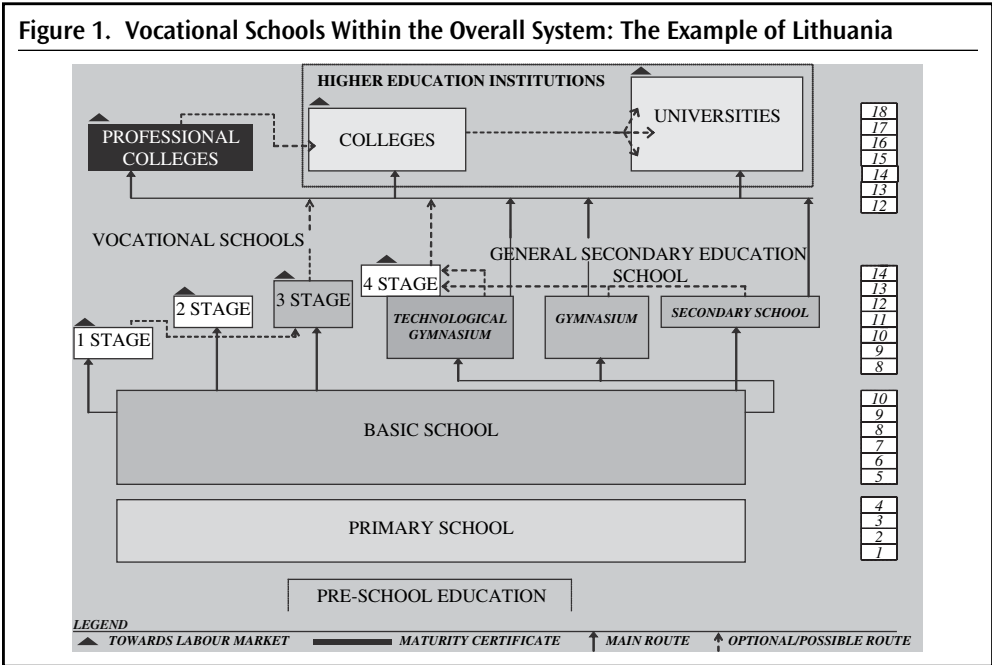 Figure 1. Vocational Schools Within the Overall System: The Example of Lithuania
HIGHER EDUCATION INSTITUTIONS
PROFESSIONAL
COLLEGES
COLLEGES
UNIVERSITIES
18
17
16
15
14
13
12
VOCATIONAL SCHOOLS
GENERAL SECONDARY EDUCATION
SCHOOL
1 STAGE
2 STAGE
3 STAGE
4 STAGE
TECHNOLOGICAL
GYMNASIUM
GYMNASIUM
SECONDARY SCHOOL
14
13
12
11
10
9
8
BASIC SCHOOL
10
9
8
7
6
5
PRIMARY SCHOOL
4
3
2
1
PRE-SCHOOL EDUCATION
LEGEND
TOWARDS LABOUR MARKET MATURITY CERTIFICATE MAIN ROUTE OPTIONAL/POSSIBLE ROUTE